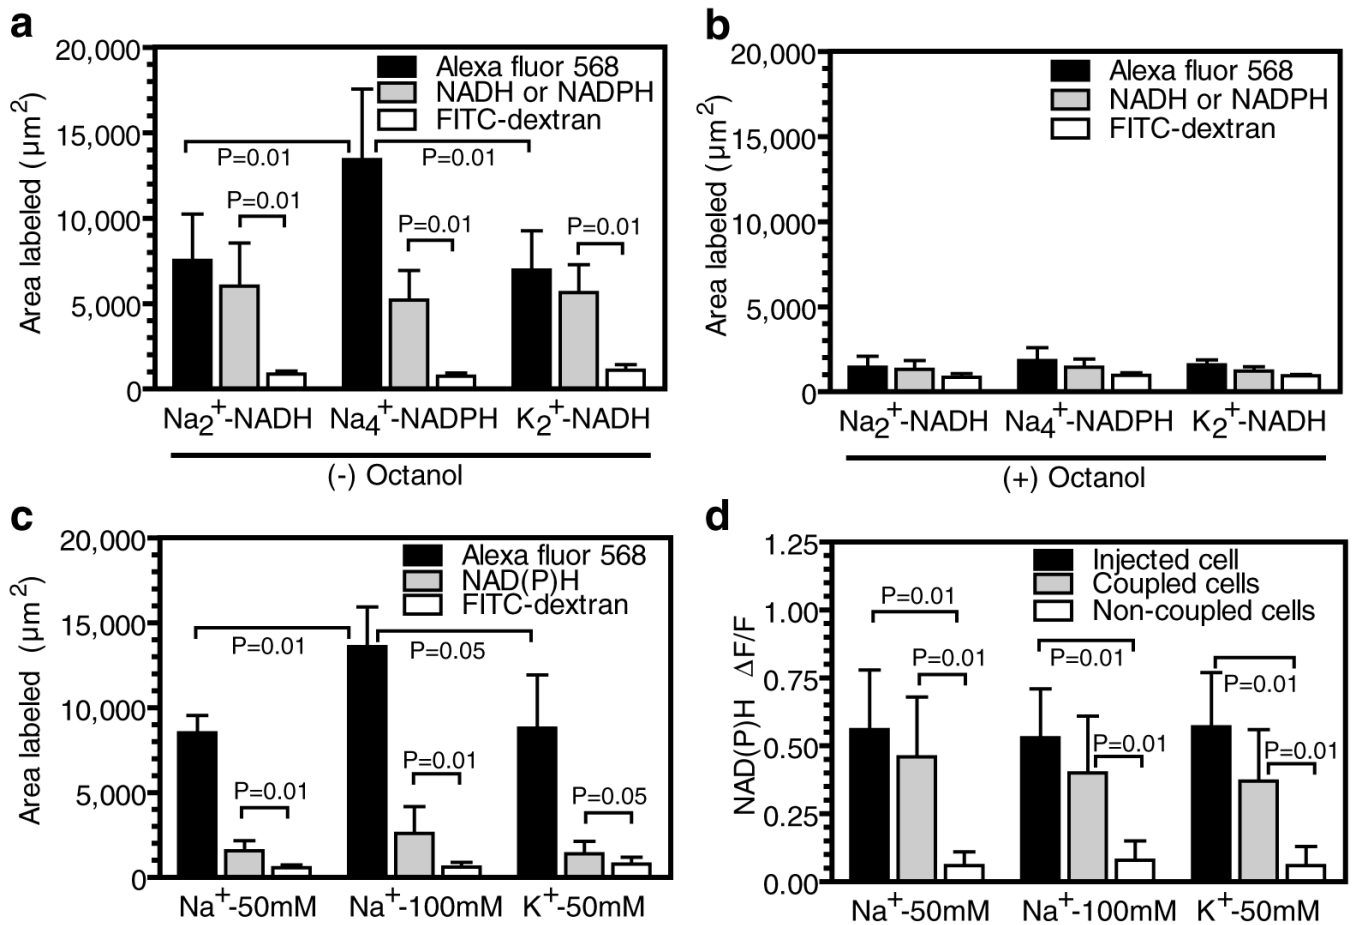 a
20,000
15,000
10,000
5,000
0
Area labeled (µm2)
Alexa fluor 568
NADH or NADPH
FITC-dextran
P=0.01
P=0.01
P=0.01
P=0.01
P=0.01
Na2+-NADH Na4+-NADPH K2+-NADH
(-) Octanol
b
20,000
15,000
10,000
5,000
0
Area labeled (µm2)
Alexa fluor 568
NADH or NADPH
FITC-dextran
Na2+-NADH Na4+-NADPH K2+-NADH
(+) Octanol
c
20,000
15,000
10,000
5,000
0
Area labeled (µm2)
Alexa fluor 568
NAD(P)H
FITC-dextran
P=0.01
P=0.05
P=0.01
P=0.01
P=0.05
Na+-50mM Na+-100mM K+-50mM
d
1.25
1.00
0.75
0.50
0.25
0.00
NAD(P)H ΔF/F
Injected cell
Coupled cells
Non-coupled cells
P=0.01
P=0.01
P=0.01
P=0.01
P=0.01
P=0.01
Na+-50mM Na+-100mM K+-50mM